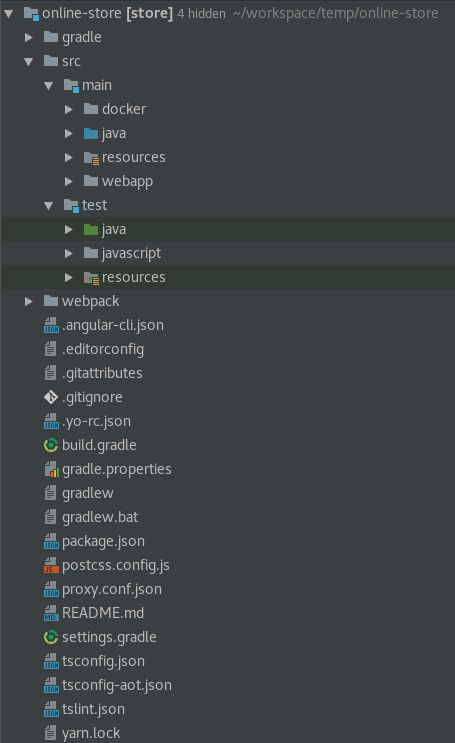 online-store [store] 4 hidden ~/workspace/temp/online-store
gradle
src
main
docker
java
resources
webapp
test
java
javascript
resources
webpack
.angular-cli.json
.editorconfig
.gitattributes
.gitignore
.yo-rc.json
build.gradle
gradle.properties
gradlew
gradlew.bat
package.json
postcss.config.js
proxy.conf.json
README.md
settings.gradle
tsconfig.json
tsconfig-aot.json
tslint.json
yarn.lock